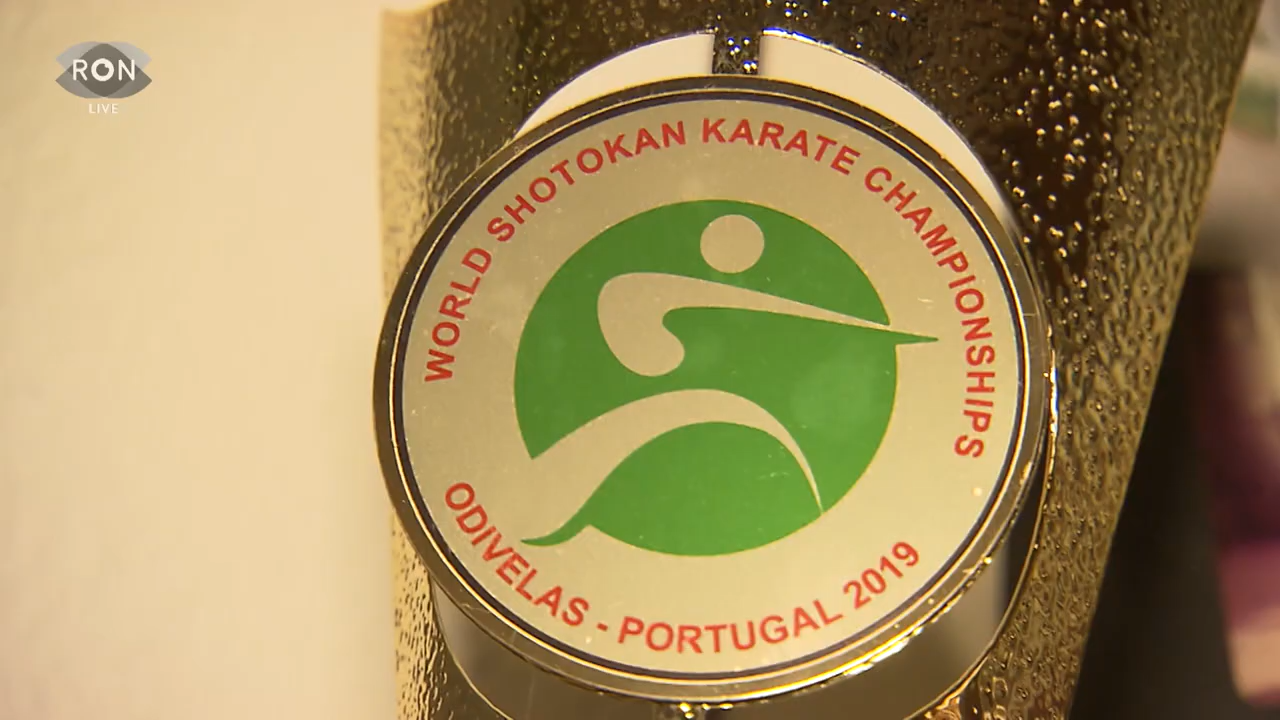 RON
LIVE
WORLD SHOTOKAN KARATE CHAMPIONSHIPS
ODIVELAS - PORTUGAL 2019